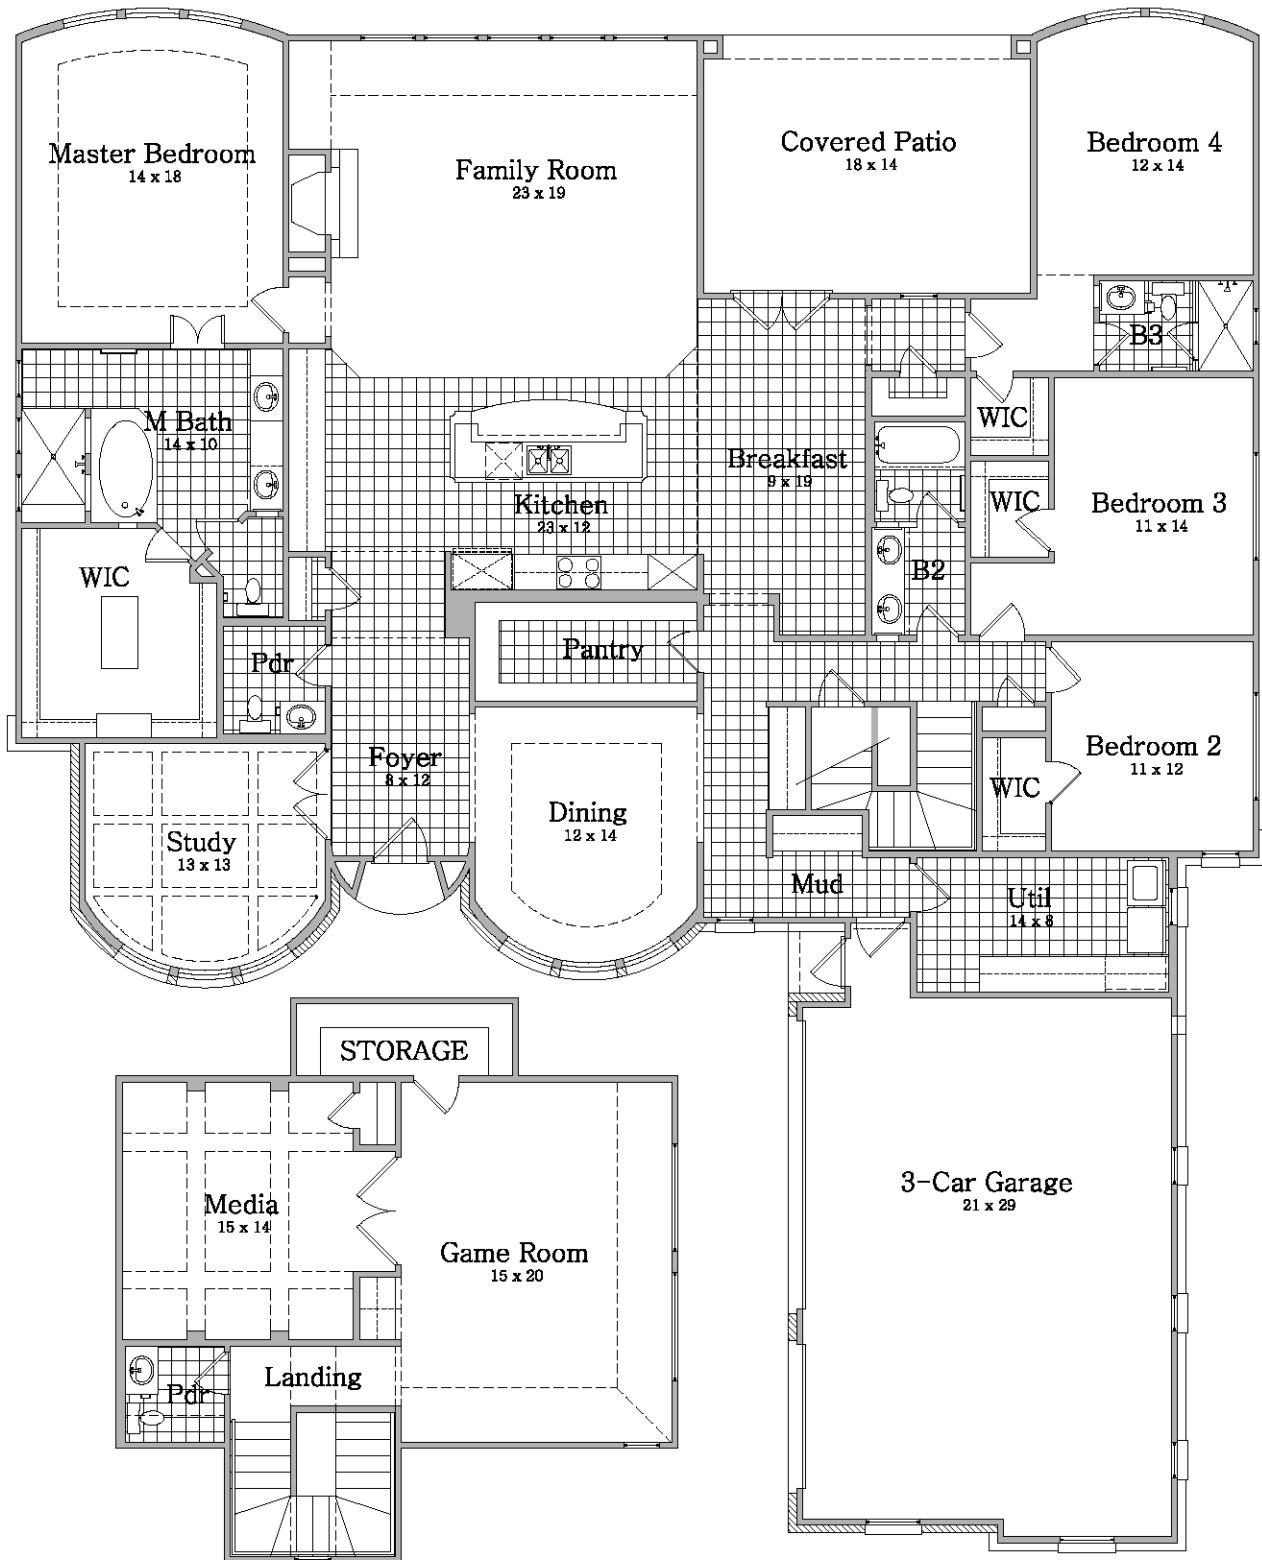 Master Bedroom
14 x 18
Family Room
23 x 19
Covered Patio
18 x 14
Bedroom 4
12 x 14
B3
M Bath
14 x 10
WIC
Breakfast
9 x 19
Kitchen
23 x 12
WIC
Bedroom 3
11 x 14
WIC
B2
Pantry
Pdr
Foyer
8 x 12
Dining
12 x 14
Study
13 x 13
Bedroom 2
11 x 12
WIC
Mud
Util
14 x 8
STORAGE
Media
15 x 14
Game Room
15 x 20
3-Car Garage
21 x 29
Landing
Pdr